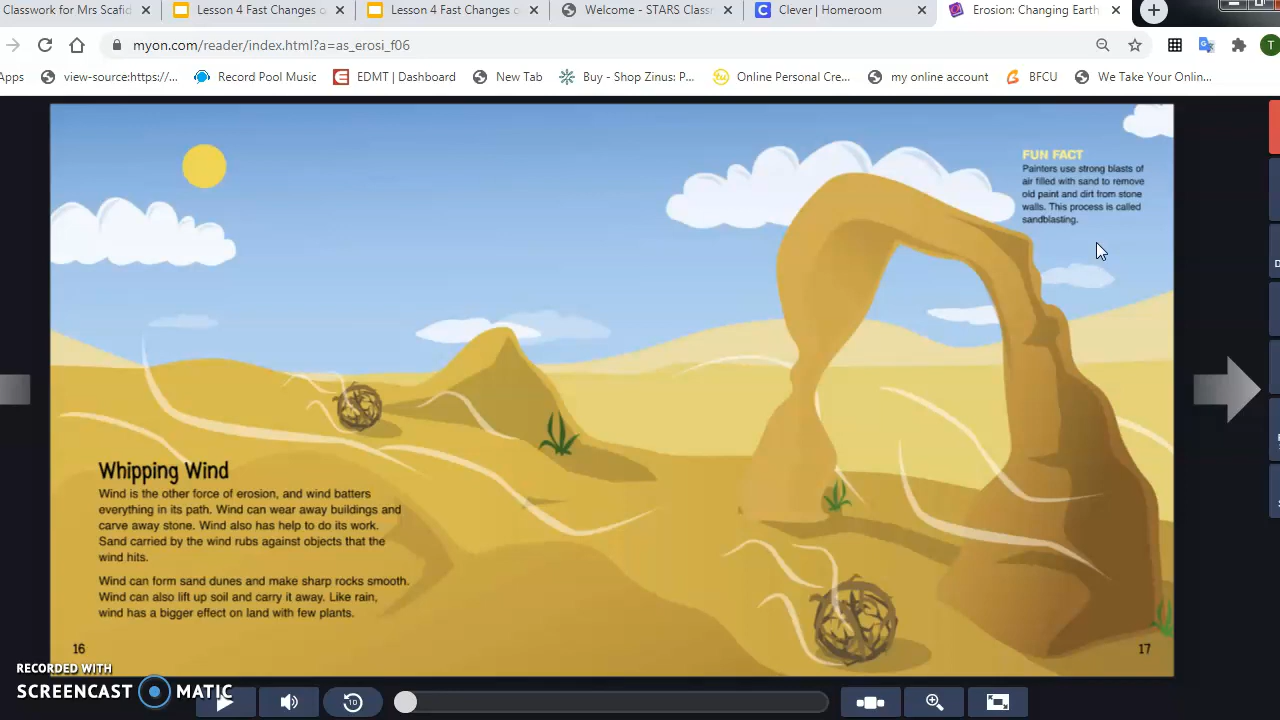 Classwork for Mrs Scafid
Lesson 4 Fast Changes o
Lesson 4 Fast Changes o
Welcome - STARS Class
Clever | Homeroom
Erosion: Changing Earth
myon.com/reader/index.html?a=as_erosi_f06
T
Apps
view-source:https://...
Record Pool Music
EDMT | Dashboard
New Tab
Buy - Shop Zinus: P...
Online Personal Cre...
my online account
BFCU
We Take Your Onlin...
FUN FACT
Painters use strong blasts of
air filled with sand to remove
old paint and dirt from stone
walls. This process is called
sandblasting.
Whipping Wind
Wind is the other force of erosion, and wind batters
everything in its path. Wind can wear away buildings and
carve away stone. Wind also has help to do its work.
Sand carried by the wind rubs against objects that the
wind hits.
Wind can form sand dunes and make sharp rocks smooth.
Wind can also lift up soil and carry it away. Like rain,
wind has a bigger effect on land with few plants.
16
17
RECORDED WITH
SCREENCAST MATIC
10